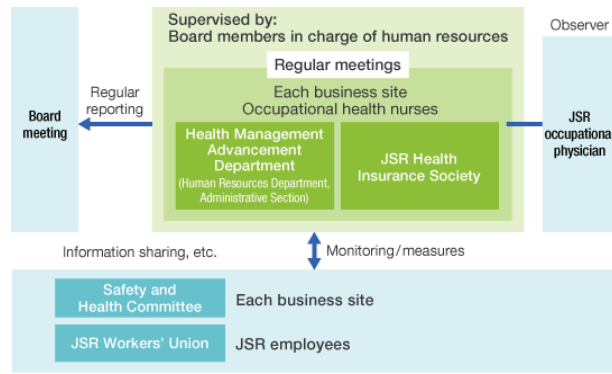 Supervised by:
Board members in charge of human resources
Observer
Regular meetings
Regular
reporting
Each business site
Occupational health nurses
Board
meeting
Health Management
Advancement
Department
(Human Resources Department,
Administrative Section)
JSR Health
Insurance Society
JSR
occupationa
physician
Information sharing, etc.
Monitoring/measures
Safety and
Health Committee
Each business site
JSR Workers' Union
JSR employees